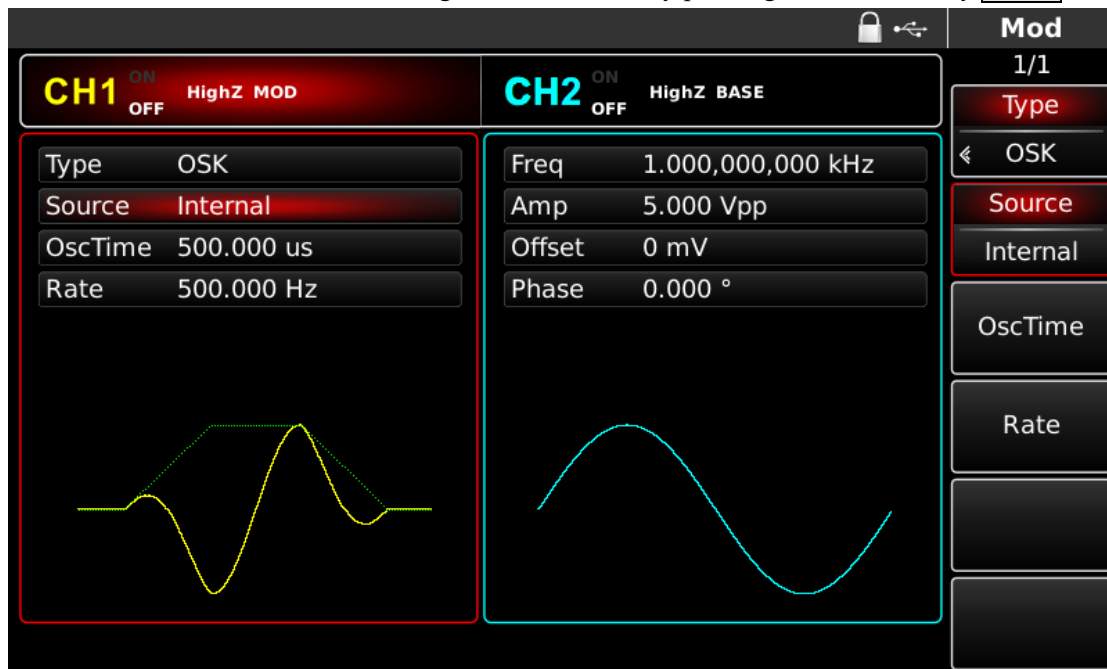 Mod
1/1
CH1 ON OFF HighZ MOD
CH2 ON OFF HighZ BASE
Type OSK
Source Internal
OscTime 500.000 us
Rate 500.000 Hz
Freq 1.000,000,000 kHz
Amp 5.000 Vpp
Offset 0 mV
Phase 0.000 °
Type
OSK
Source
Internal
OscTime
Rate